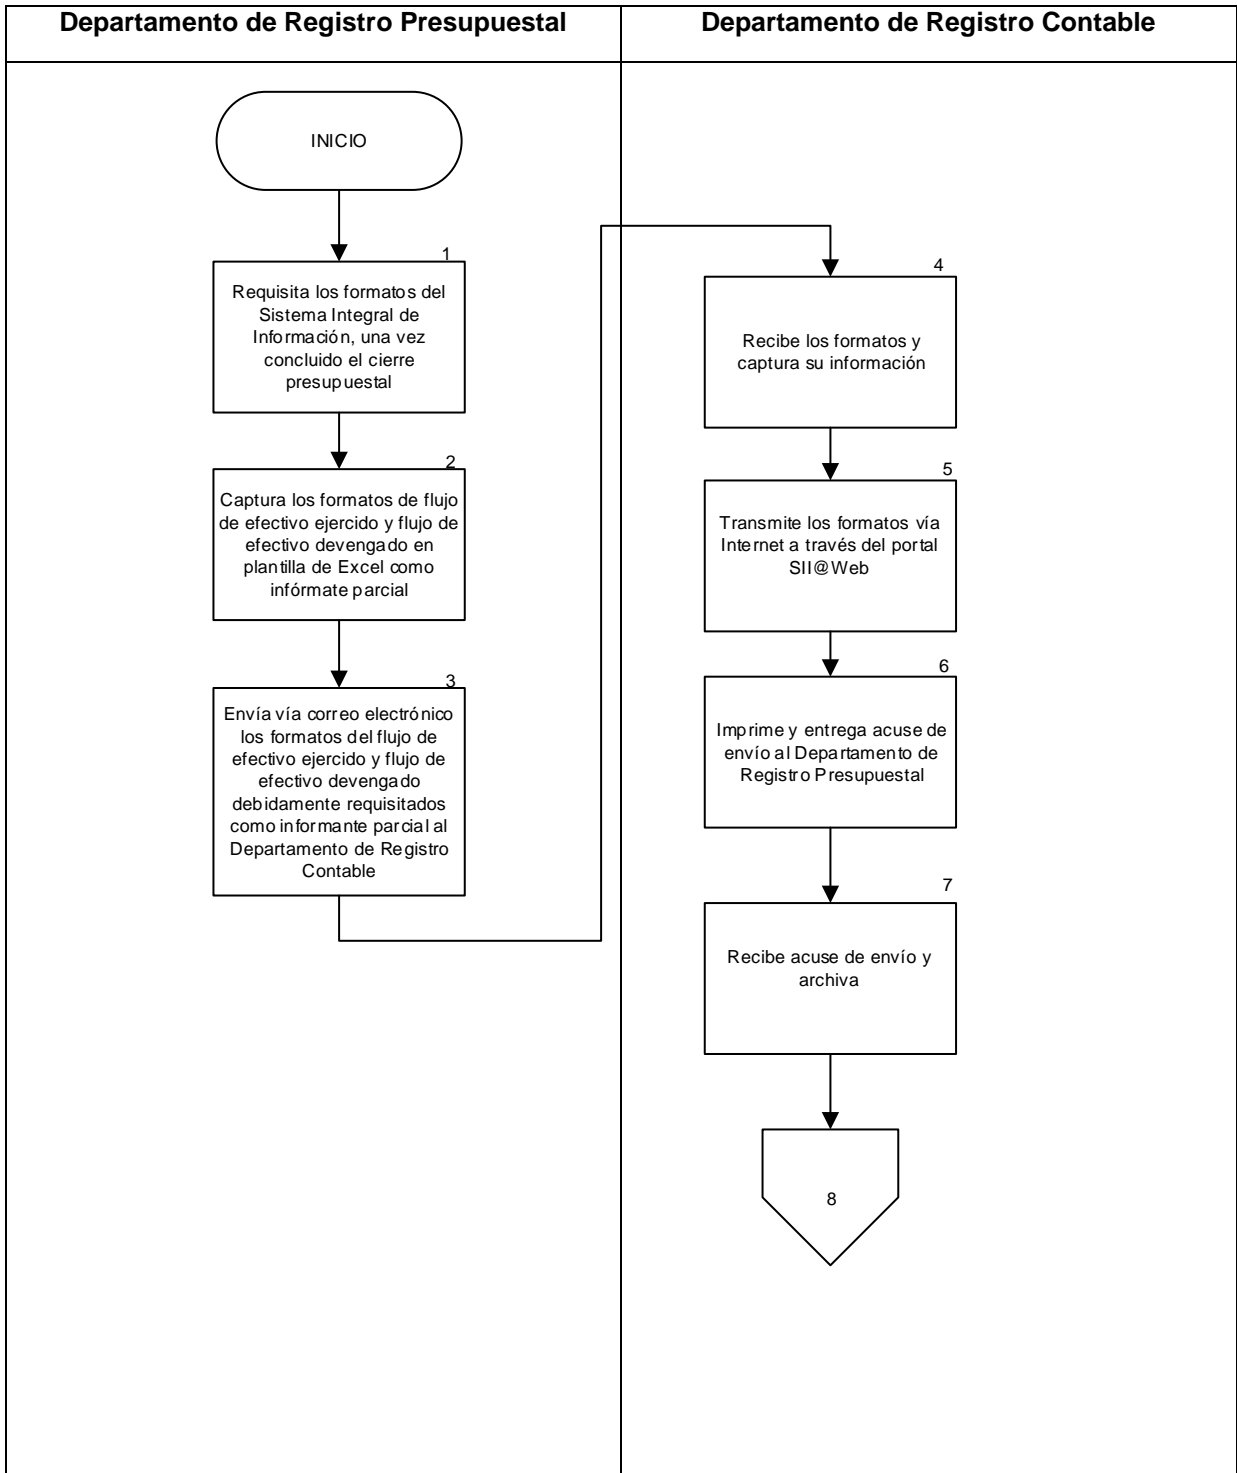 Departamento de Registro Presupuestal
Departamento de Registro Contable
INICIO
1
Requisita los formatos del
Sistema Integral de
Información, una vez
concluido el cierre
presupuestal
2
Captura los formatos de flujo
de efectivo ejercido y flujo de
efectivo devengado en
plantilla de Excel como
infórmate parcial
3
Envía vía correo electrónico
los formatos del flujo de
efectivo ejercido y flujo de
efectivo devengado
debidamente requisitados
como informante parcial al
Departamento de Registro
Contable
4
Recibe los formatos y
captura su información
5
Transmite los formatos vía
Internet a través del portal
SII@Web
6
Imprime y entrega acuse de
envío al Departamento de
Registro Presupuestal
7
Recibe acuse de envío y
archiva
8